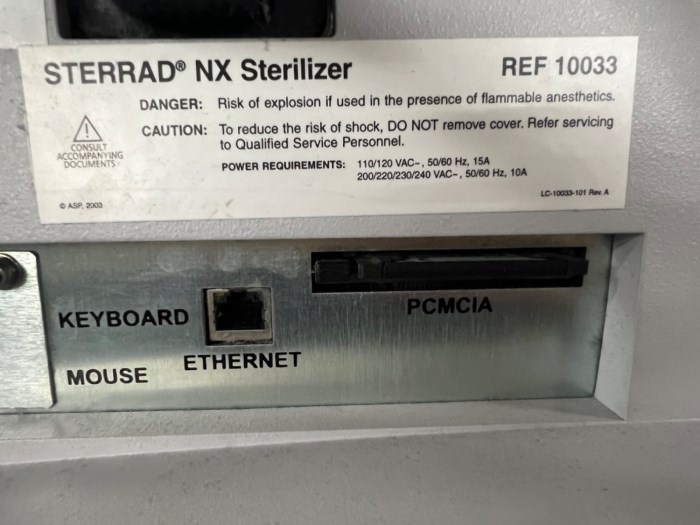 STERRAD® NX Sterilizer
REF 10033
DANGER: Risk of explosion if used in the presence of flammable anesthetics.
CAUTION: To reduce the risk of shock, DO NOT remove cover. Refer servicing
to Qualified Service Personnel.
CONSULT
ACCOMPANYING
DOCUMENTS
POWER REQUIREMENTS: 110/120 VAC~, 50/60 Hz, 15A
200/220/230/240 VAC~, 50/60 Hz, 10A
© ASP, 2003
LC-10033-101 Rev. A
PCMCIA
KEYBOARD
ETHERNET
MOUSE